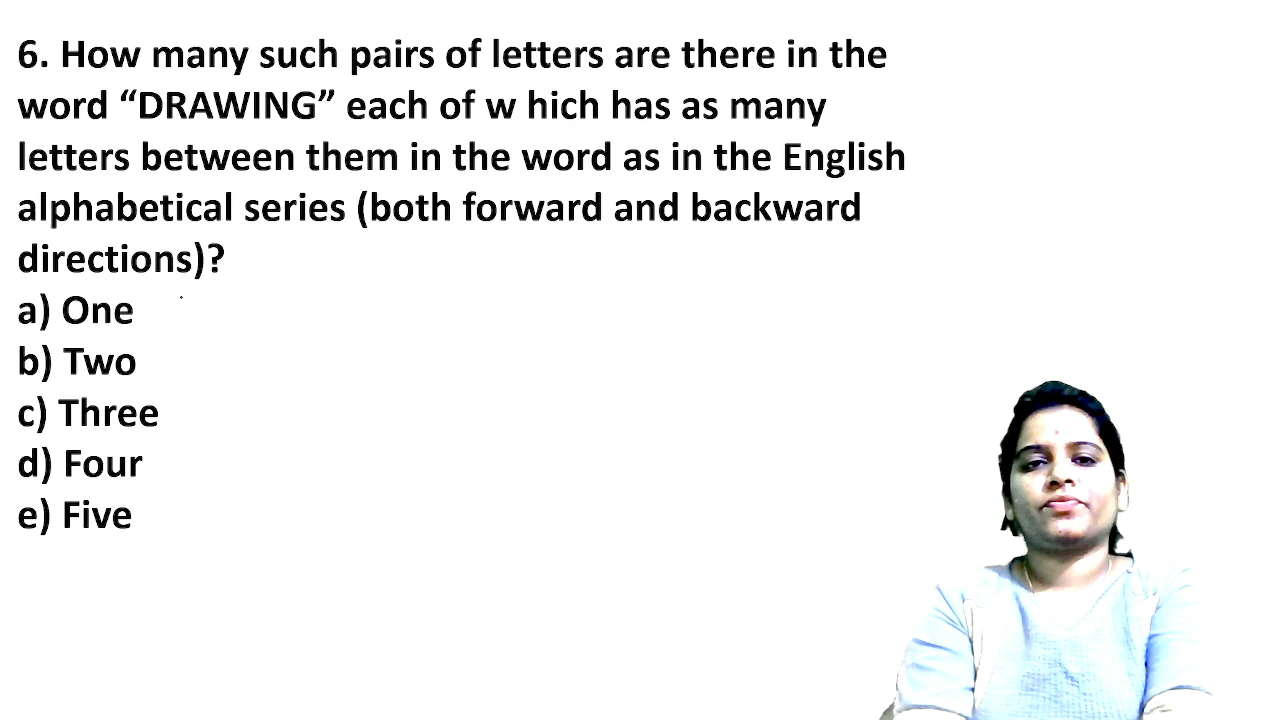 6. How many such pairs of letters are there in the
word “DRAWING” each of w hich has as many
letters between them in the word as in the English
alphabetical series (both forward and backward
directions)?
a) One
b) Two
c) Three
d) Four
e) Five